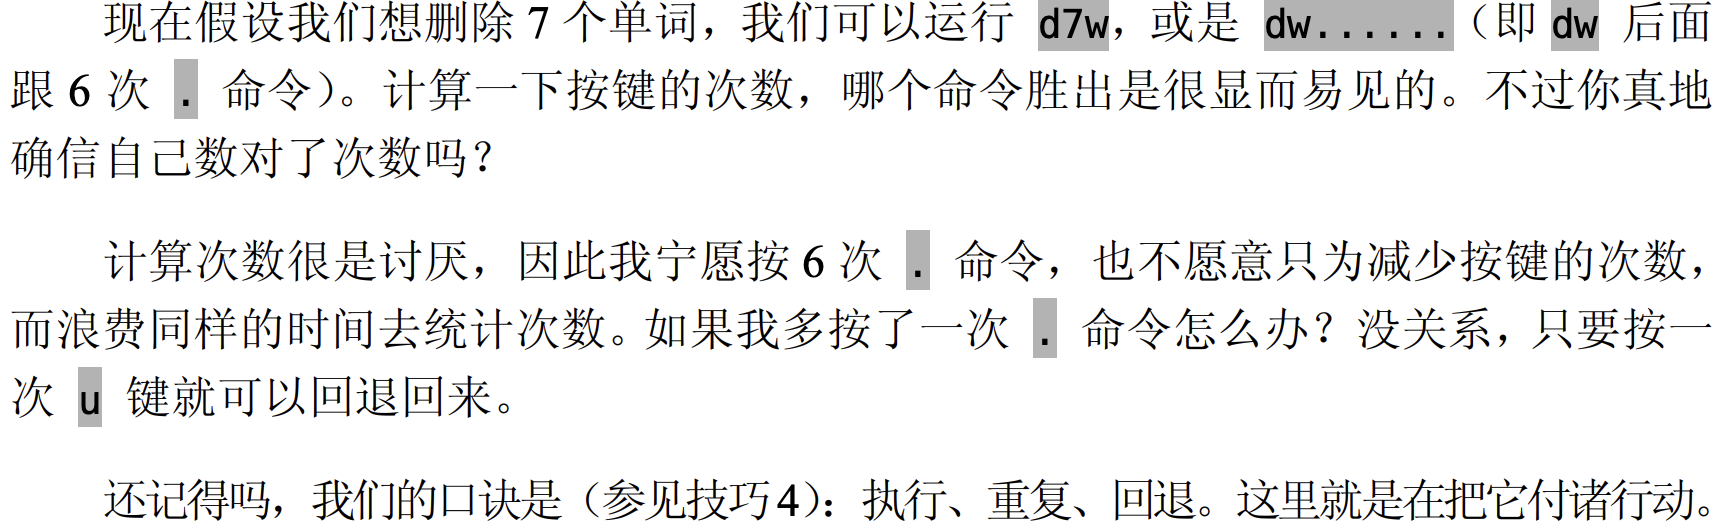 现在假设我们想删除 7 个单词，我们可以运行 d7w，或是 dw......（即 dw 后面
跟 6 次 . 命令）。计算一下按键的次数，哪个命令胜出是很显而易见的。不过你真地
确信自己数对了次数吗？
计算次数很是讨厌，因此我宁愿按 6 次 . 命令，也不愿意只为减少按键的次数，
而浪费同样的时间去统计次数。如果我多按了一次 . 命令怎么办？没关系，只要按一
次 u 键就可以回退回来。
还记得吗，我们的口诀是（参见技巧 4）：执行、重复、回退。这里就是在把它付诸行动。